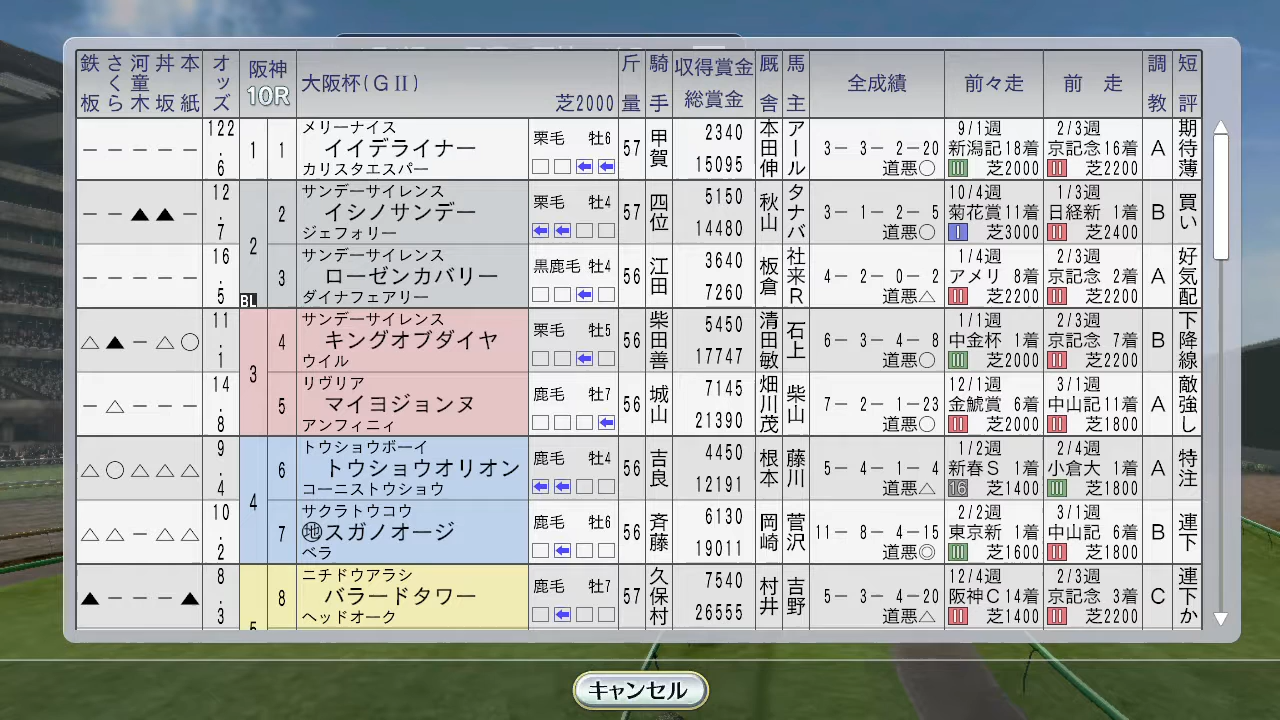 鉄板 さくら 河童木 丼坂 本紙 オッズ 阪神10R 大阪杯(GⅡ) 芝2000 斤量 騎手 収得賞金 総賞金 厩舎 馬主 全成績 前々走 前走 調教 短評
－－－－－ 122.6 1 1 メリーナイス イイデライナー カリスタエスパー 栗毛 牡6 □□←← 57 甲賀 2340 15095 本田伸 アール 3－3－2－20 道悪○ 9/1週 新潟記18着 Ⅲ 芝2000 2/3週 京記念16着 Ⅱ 芝2200 A 期待薄
－－▲▲－ 12.7 2 2 サンデーサイレンス イシノサンデー ジェフォリー 栗毛 牡4 ←←□□ 57 四位 5150 14480 秋山 タナバ 3－1－2－5 道悪○ 10/4週 菊花賞11着 Ⅰ 芝3000 1/3週 日経新 1着 Ⅱ 芝2400 B 買い
－－－－－ 16.5 BL 3 サンデーサイレンス ローゼンカバリー ダイナフェアリー 黒鹿毛 牡4 □□←□ 56 江田 3640 7260 板倉 社来R 4－2－0－2 道悪△ 1/4週 アメリ 8着 Ⅱ 芝2200 2/3週 京記念 2着 Ⅱ 芝2200 A 好気配
△▲－△○ 11.1 3 4 サンデーサイレンス キングオブダイヤ ウイル 栗毛 牡5 □□←□ 56 柴田善 5450 17747 清田敏 石上 6－3－4－8 道悪○ 1/1週 中金杯 1着 Ⅲ 芝2000 2/3週 京記念 7着 Ⅱ 芝2200 B 下降線
－△－－－ 14.8 5 リヴリア マイヨジョンヌ アンフィニィ 鹿毛 牡7 □□□← 56 城山 7145 21390 畑川茂 柴山 7－2－1－23 道悪○ 12/1週 金鯱賞 6着 Ⅱ 芝2000 3/1週 中山記11着 Ⅱ 芝1800 A 敵強し
△○△△△ 9.4 4 6 トウショウボーイ トウショウオリオン コーニストウショウ 鹿毛 牡4 ←←□□ 56 吉良 4450 12191 根本 藤川 5－4－1－4 道悪△ 1/2週 新春S 1着 16 芝1400 2/4週 小倉大 1着 Ⅲ 芝1800 A 特注
△△－△△ 10.2 7 サクラトウコウ ㊞スガノオージ ベラ 鹿毛 牡6 □←□□ 56 斉藤 6130 19011 岡崎 菅沢 11－8－4－15 道悪◎ 2/2週 東京新 1着 Ⅲ 芝1600 3/1週 中山記 6着 Ⅱ 芝1800 B 連下
▲－－－▲ 8.3 5 8 ニチドウアラシ バラードタワー ヘッドオーク 鹿毛 牡7 □←□□ 57 久保村 7540 26555 村井 吉野 5－3－4－20 道悪△ 12/4週 阪神C14着 Ⅱ 芝1400 2/3週 京記念 3着 Ⅱ 芝2200 C 連下か
キャンセル